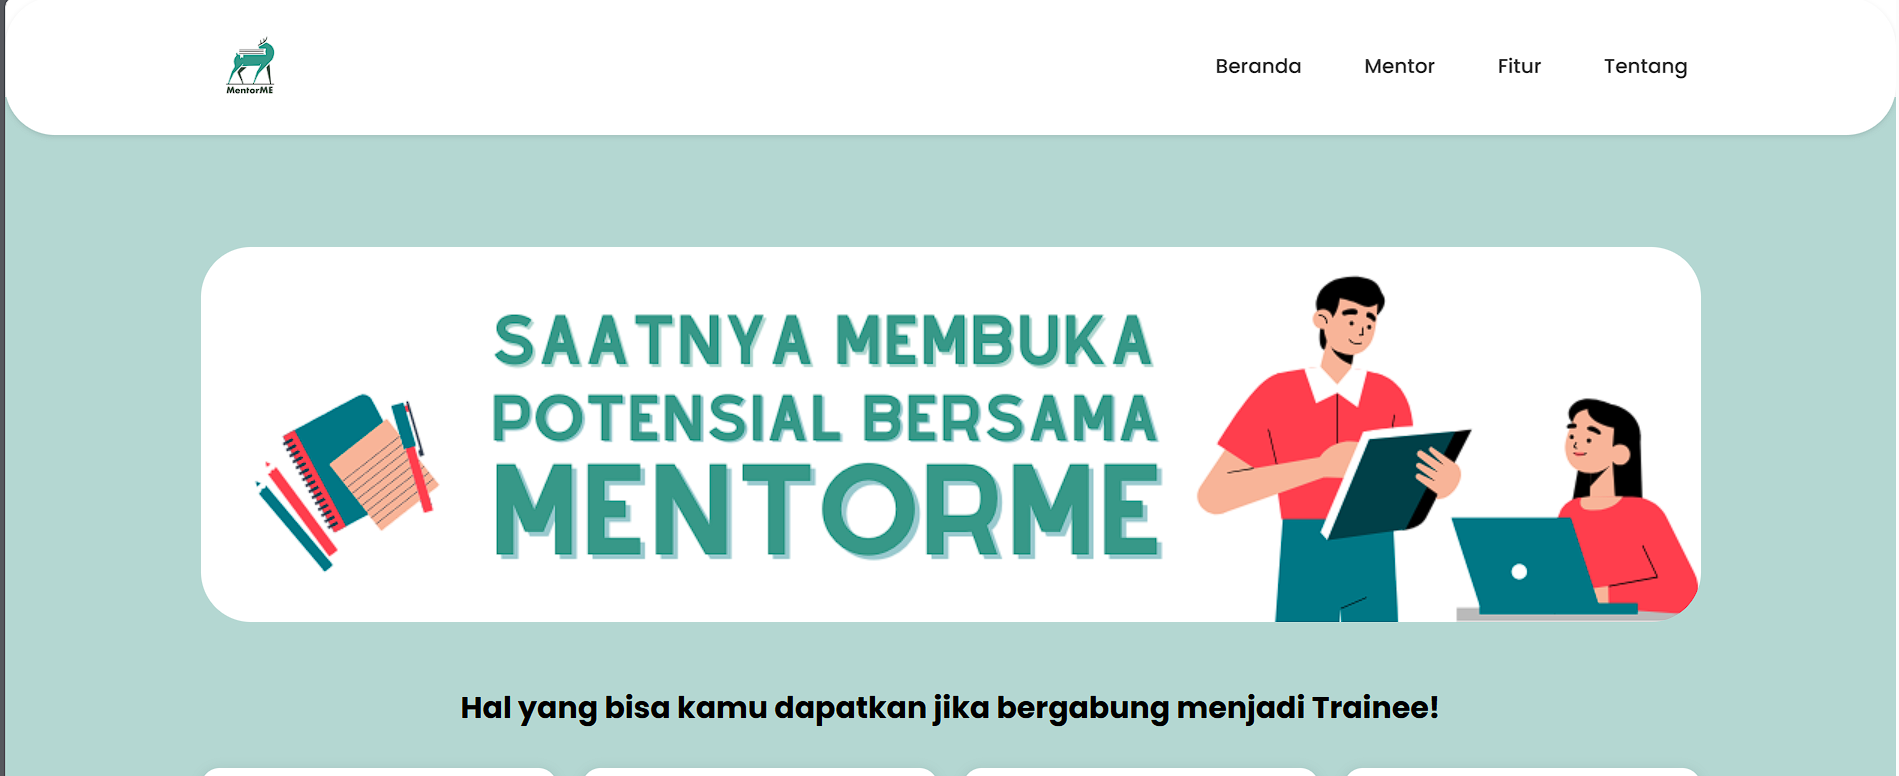 MentorME
Beranda
Mentor
Fitur
Tentang
SAATNYA MEMBUKA
POTENSIAL BERSAMA
MENTORME
Hal yang bisa kamu dapatkan jika bergabung menjadi Trainee!